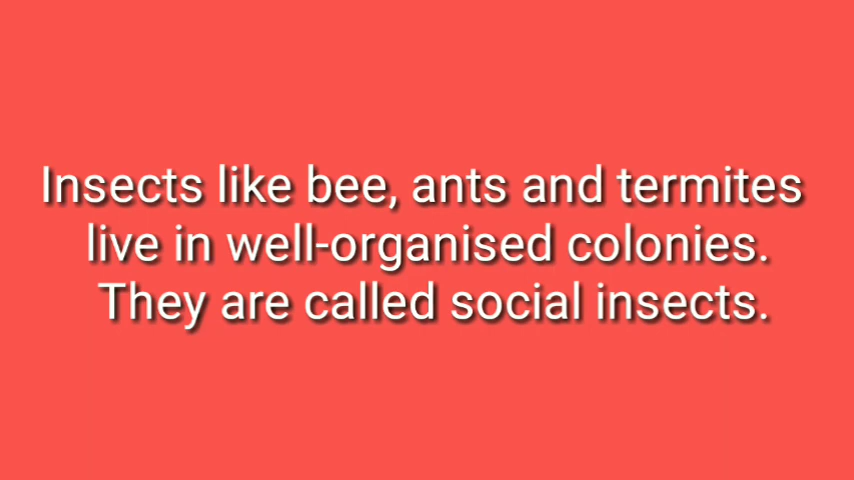 Insects like bee, ants and termites
live in well-organised colonies.
They are called social insects.